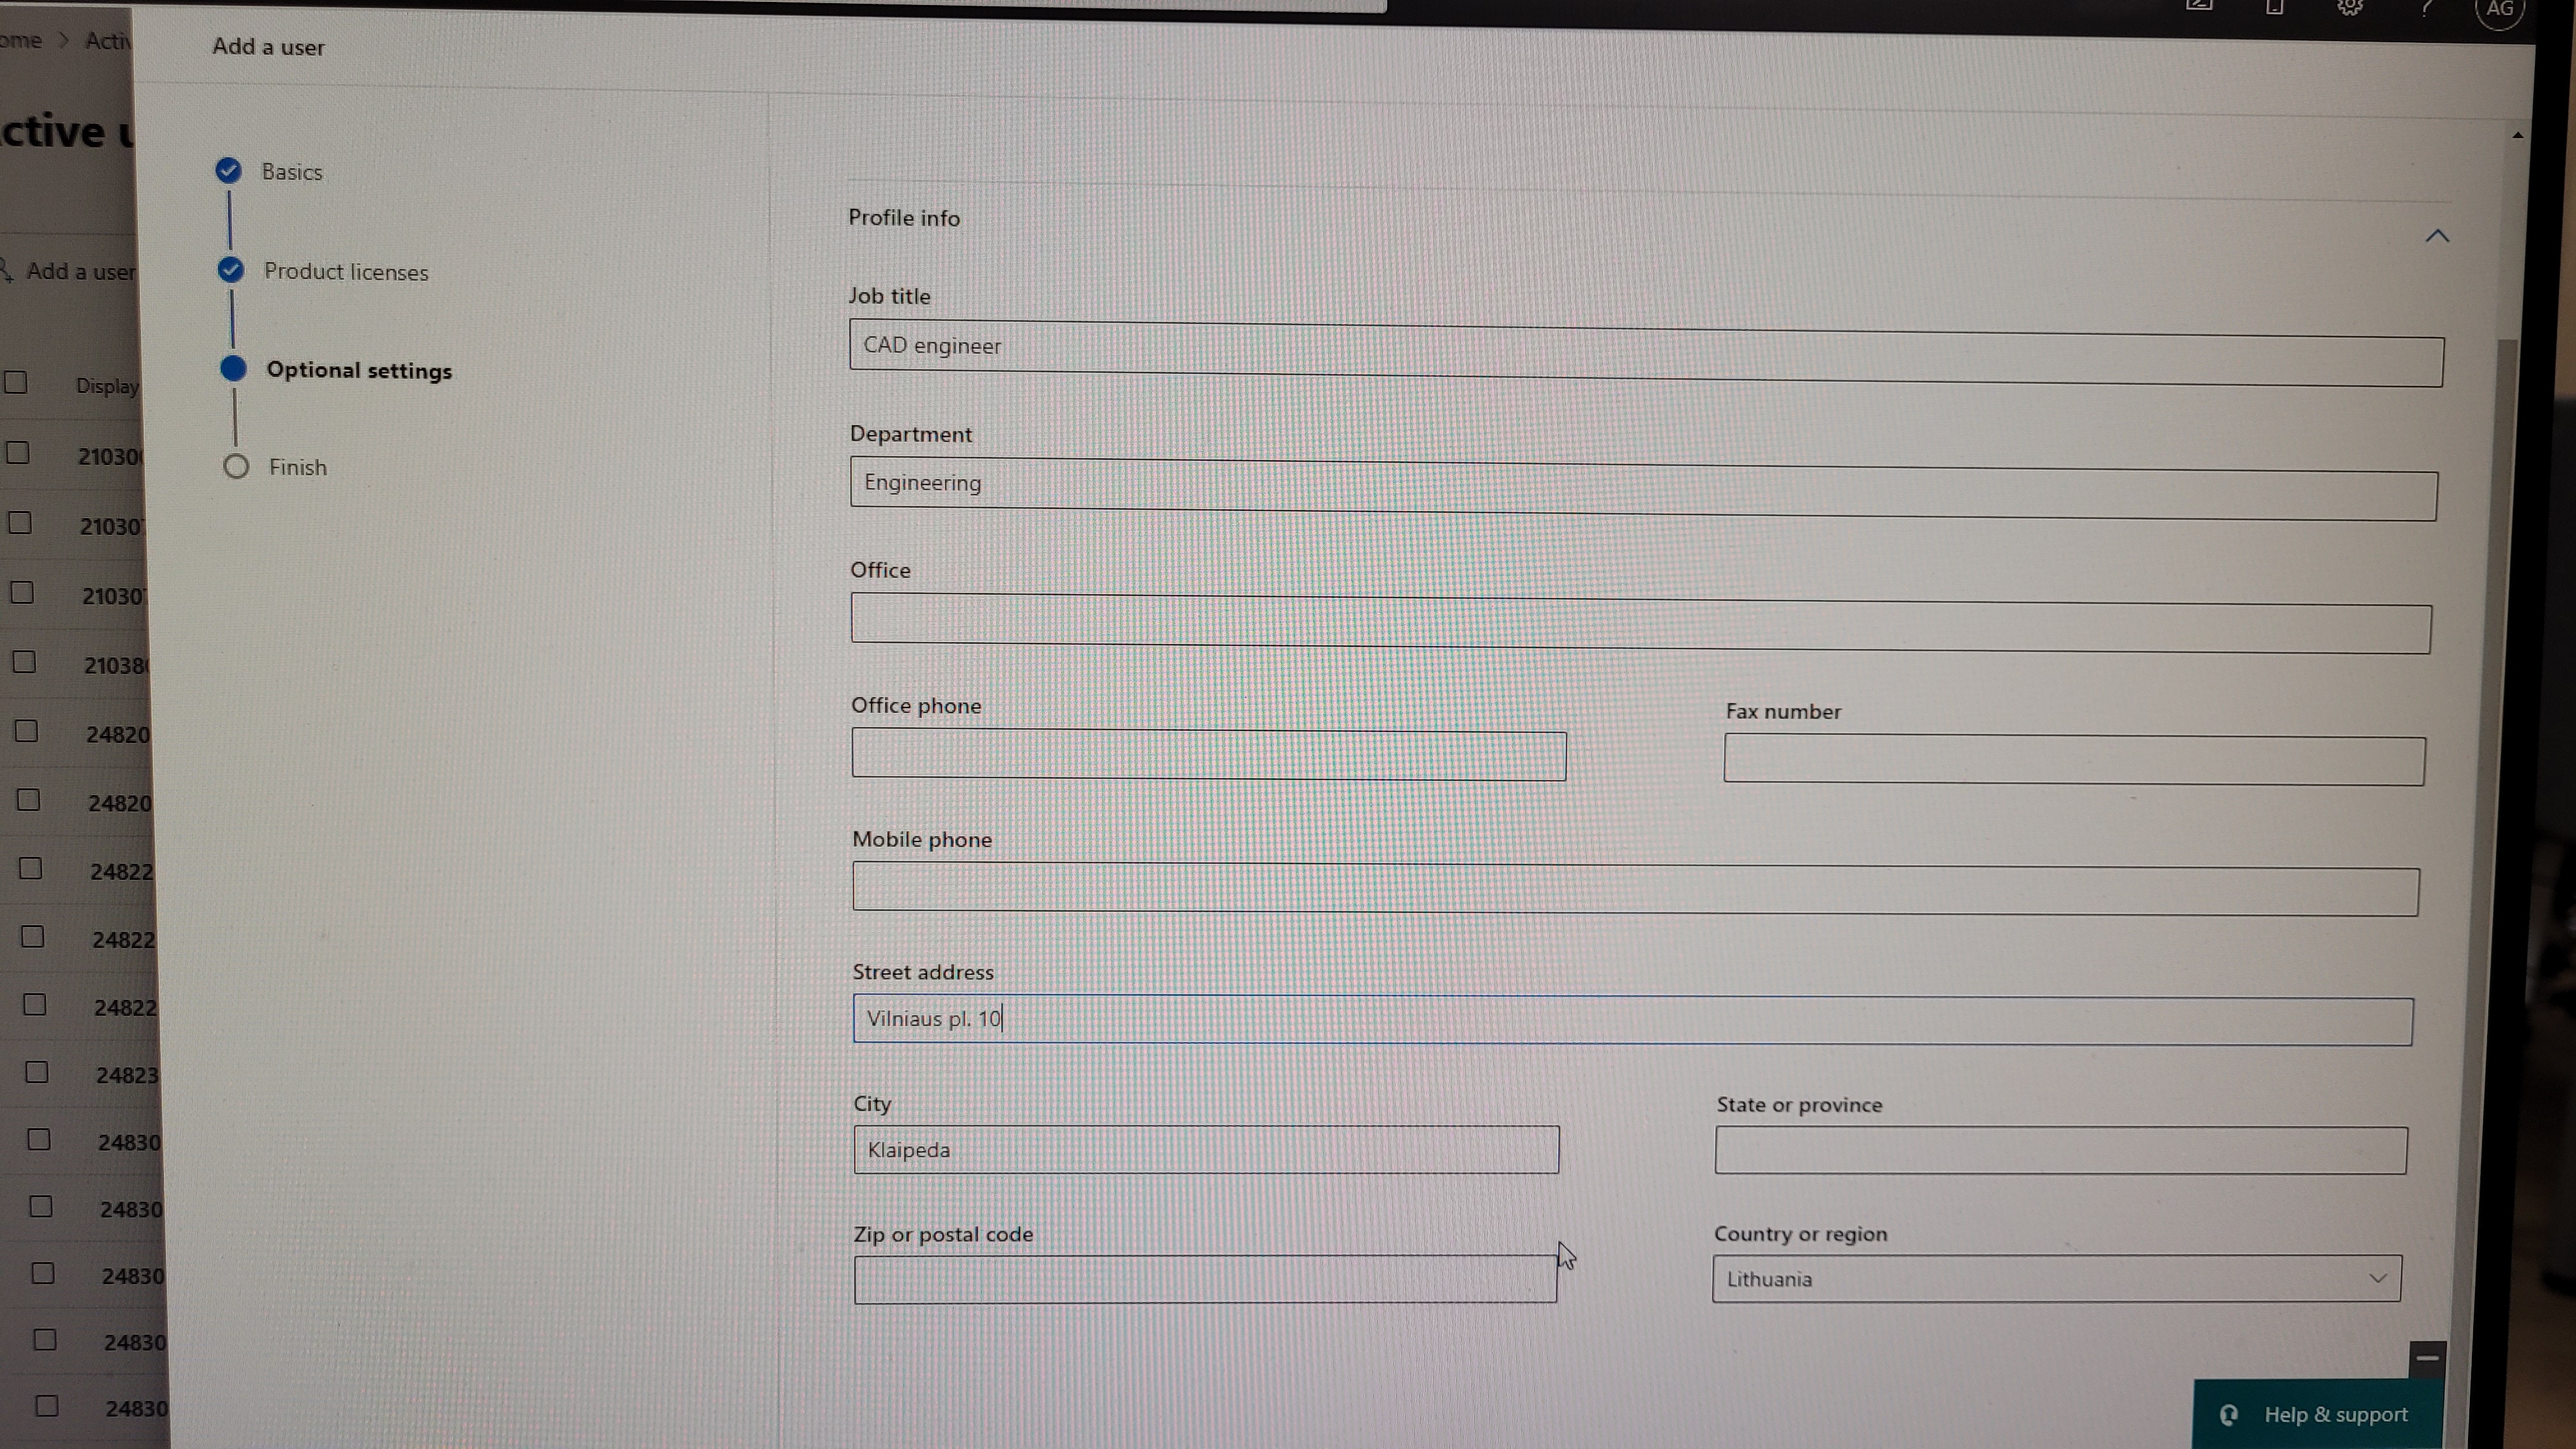 Add a user
AG
Basics
Product licenses
Optional settings
Finish
Add a user
Display
21030
21030
21030
21038
24820
24820
24822
24822
24822
24823
24830
24830
24830
24830
24830
Profile info
Job title
CAD engineer
Department
Engineering
Office
Office phone
Fax number
Mobile phone
Street address
Vilniaus pl. 10
City
State or province
Klaipeda
Zip or postal code
Country or region
Lithuania
Help & support